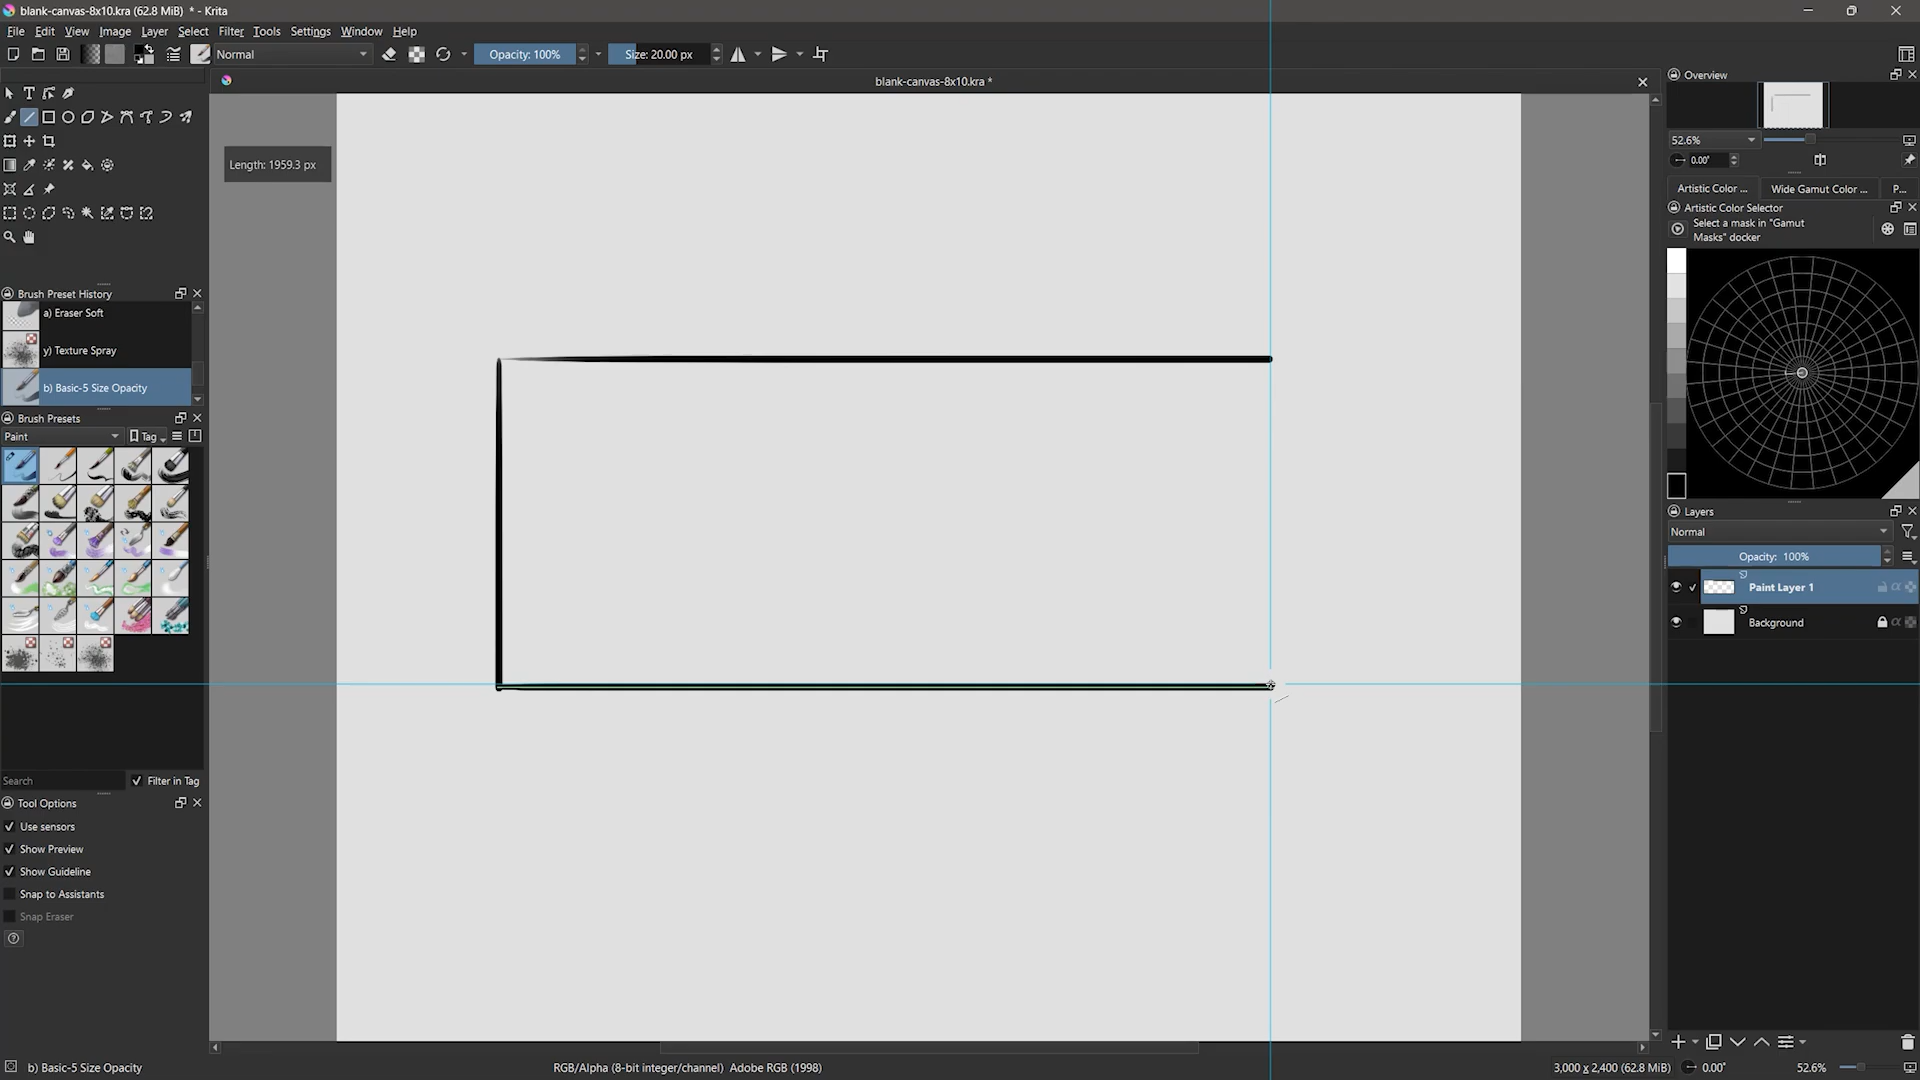 blank-canvas-8x10.kra (62.8 MiB) * - Krita
File Edit View Image Layer Select Filter Tools Settings Window Help
Normal Opacity: 100% Size: 20.00 px
blank-canvas-8x10.kra *
Overview
Length: 1959.3 px
52.6%
0.00°
Artistic Color ... Wide Gamut Color ... P...
Artistic Color Selector
Select a mask in "Gamut
Masks" docker
Brush Preset History
a) Eraser Soft
y) Texture Spray
b) Basic-5 Size Opacity
Brush Presets
Paint Tag
Layers
Normal
Opacity: 100%
Paint Layer 1
Background
Search Filter in Tag
Tool Options
Use sensors
Show Preview
Show Guideline
Snap to Assistants
Snap Eraser
b) Basic-5 Size Opacity RGB/Alpha (8-bit integer/channel) Adobe RGB (1998) 3,000 x 2,400 (62.8 MiB) 0.00° 52.6%